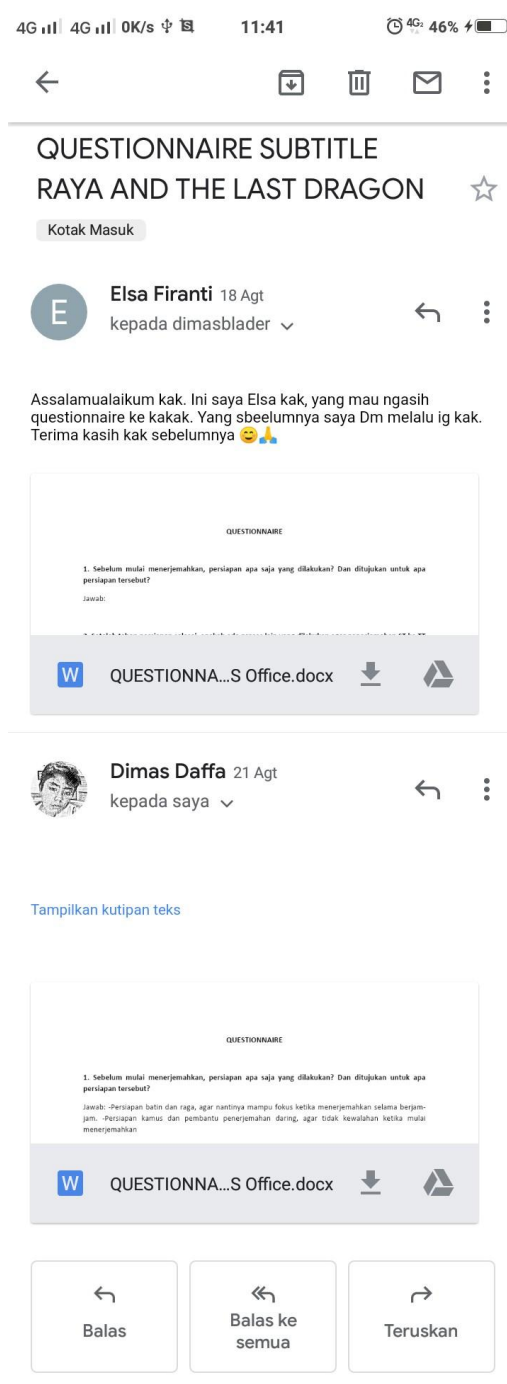 4G 4G 0K/s 11:41 4G2 46%
QUESTIONNAIRE SUBTITLE
RAYA AND THE LAST DRAGON
Kotak Masuk
E
Elsa Firanti 18 Agt
kepada dimasblader
Assalamualaikum kak. Ini saya Elsa kak, yang mau ngasih
questionnaire ke kakak. Yang sbeelumnya saya Dm melalu ig kak.
Terima kasih kak sebelumnya 😊🙏
QUESTIONNAIRE
1. Sebelum mulai menerjemahkan, persiapan apa saja yang dilakukan? Dan ditujukan untuk apa
persiapan tersebut?
Jawab:
W QUESTIONNA...S Office.docx
Dimas Daffa 21 Agt
kepada saya
Tampilkan kutipan teks
QUESTIONNAIRE
1. Sebelum mulai menerjemahkan, persiapan apa saja yang dilakukan? Dan ditujukan untuk apa
persiapan tersebut?
Jawab: -Persiapan batin dan raga, agar nantinya mampu fokus ketika menerjemahkan selama berjam-
jam. -Persiapan kamus dan pembantu penerjemahan daring, agar tidak kewalahan ketika mulai
menerjemahkan
W QUESTIONNA...S Office.docx
Balas
Balas ke
semua
Teruskan